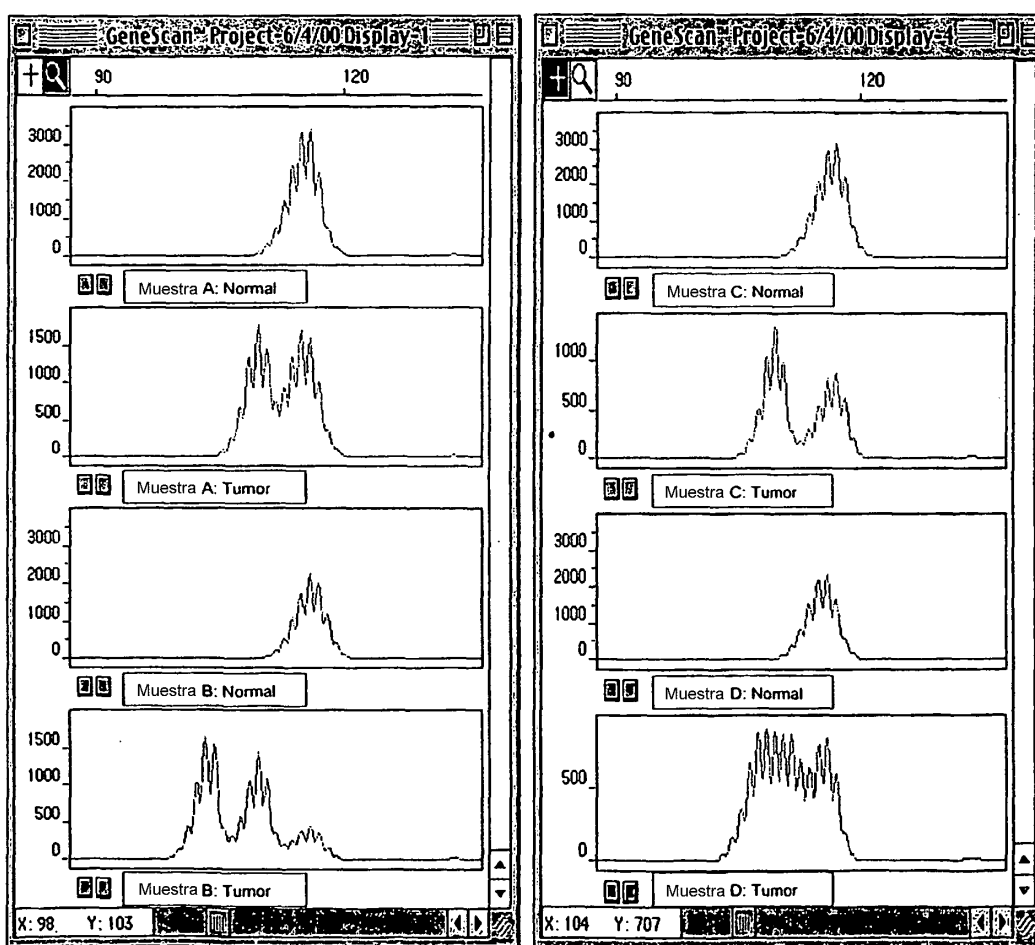 GeneScan™ Project-6/4/00 Display-1
90 120
3000
2000
1000
0
Muestra A: Normal
1500
1000
500
0
Muestra A: Tumor
3000
2000
1000
0
Muestra B: Normal
1500
1000
500
0
Muestra B: Tumor
X: 98 Y: 103
GeneScan™ Project-6/4/00 Display-4
90 120
3000
2000
1000
0
Muestra C: Normal
1000
500
0
Muestra C: Tumor
3000
2000
1000
0
Muestra D: Normal
500
0
Muestra D: Tumor
X: 104 Y: 707